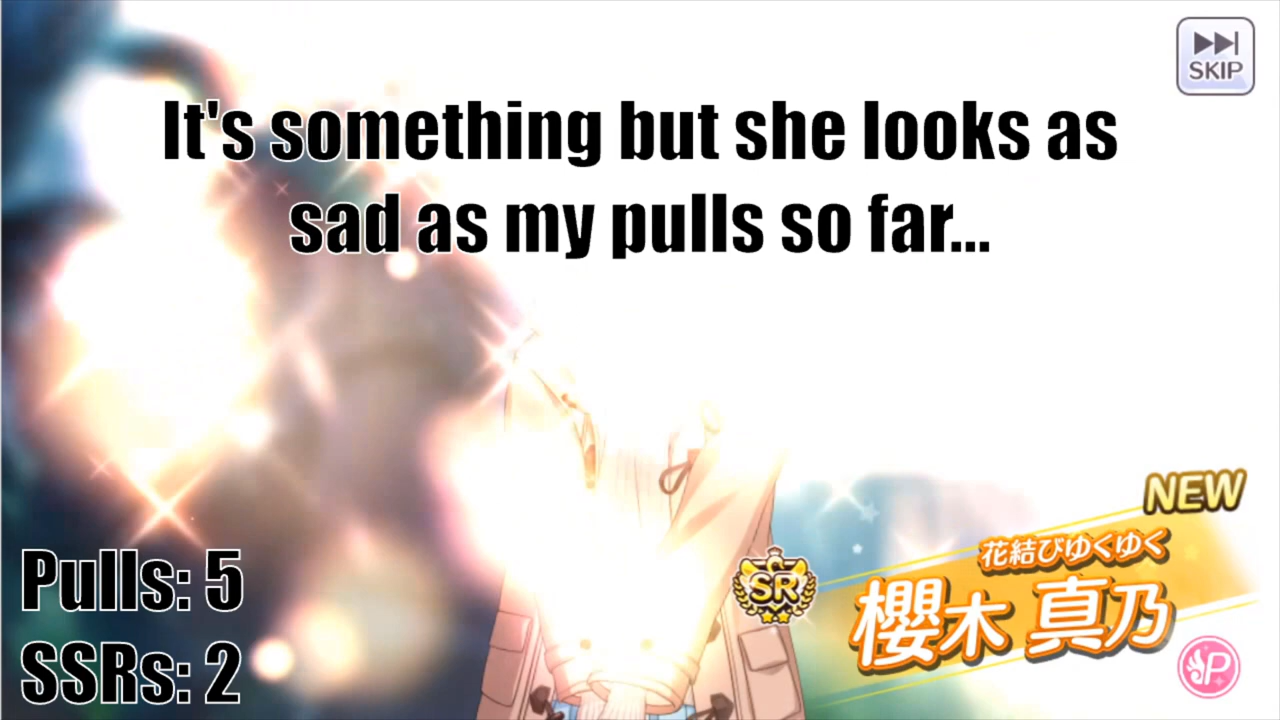 SKIP
It's something but she looks as
sad as my pulls so far...
NEW
花結びゆくゆく
SR
櫻木 真乃
P
Pulls: 5
SSRs: 2